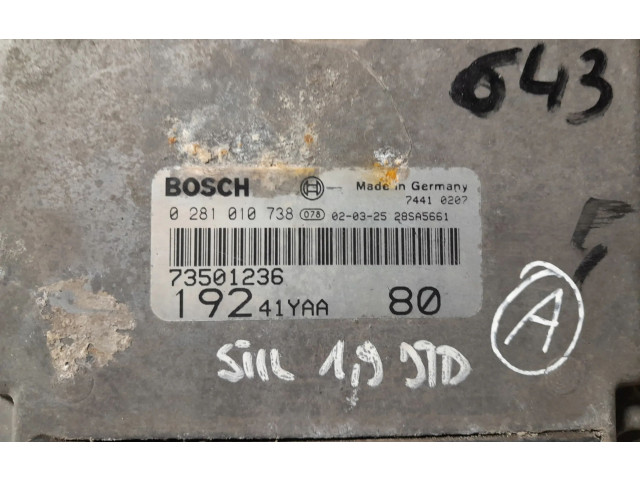 643
BOSCH Made in Germany
7441 0207
0 281 010 738 078 02-03-25 28SA5661
73501236
192 41YAA 80
A
1,9 JTD